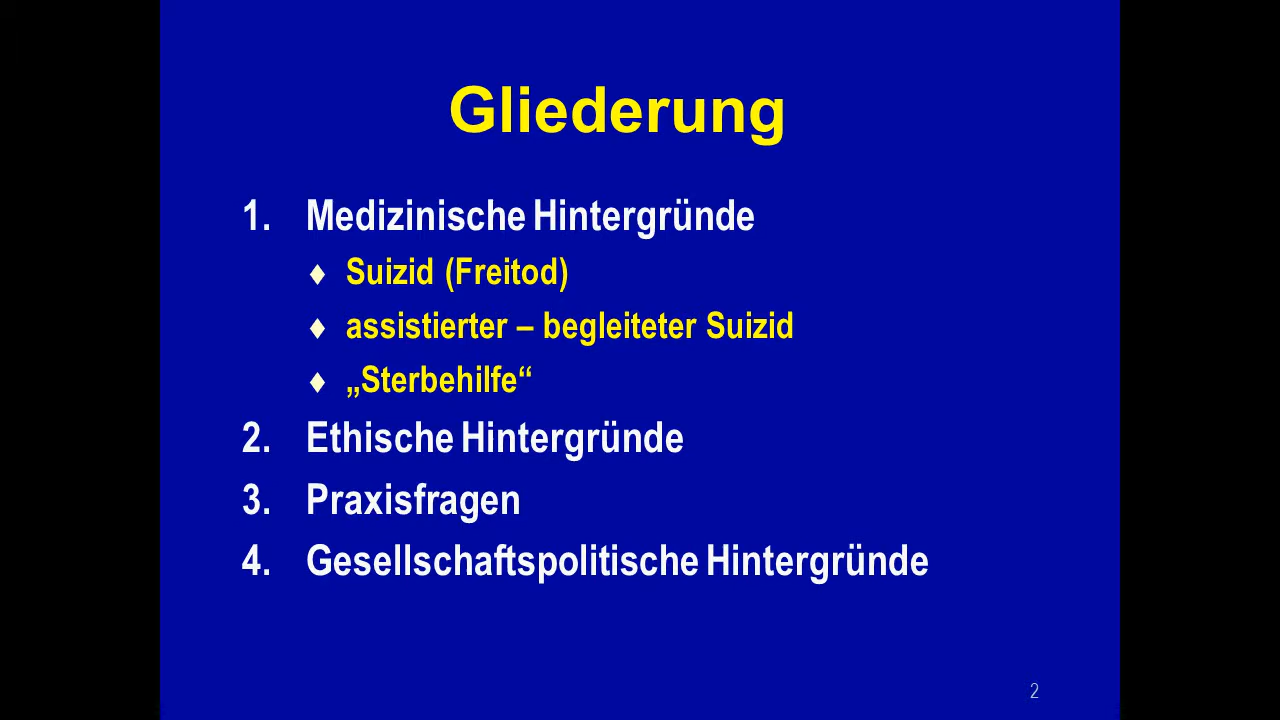 Gliederung
1. Medizinische Hintergründe
♦ Suizid (Freitod)
♦ assistierter – begleiteter Suizid
♦ „Sterbehilfe“
2. Ethische Hintergründe
3. Praxisfragen
4. Gesellschaftspolitische Hintergründe
2